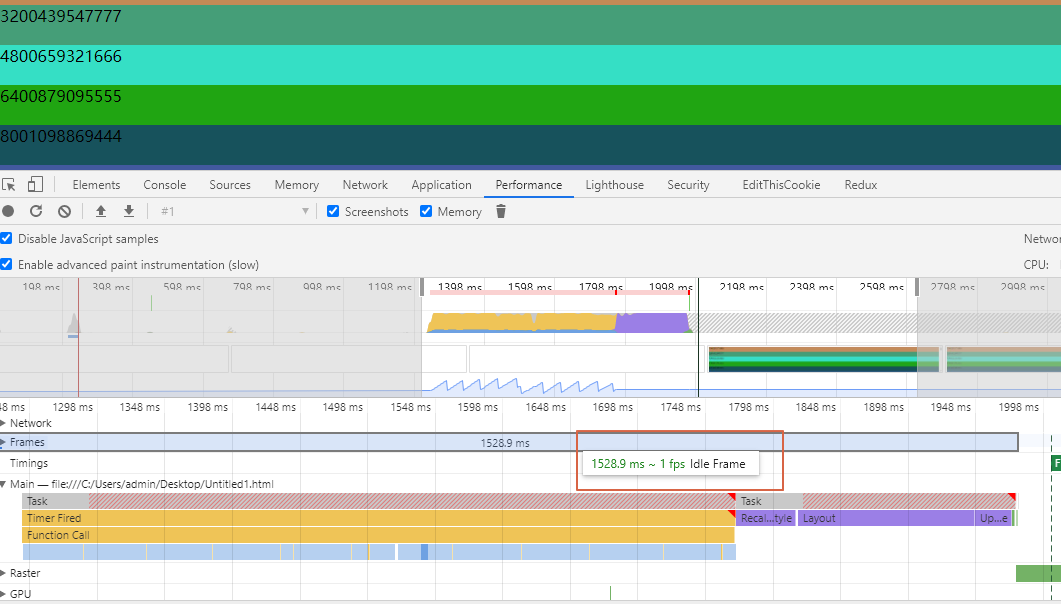 3200439547777
4800659321666
6400879095555
8001098869444
Elements Console Sources Memory Network Application Performance Lighthouse Security EditThisCookie Redux
#1 Screenshots Memory
Disable JavaScript samples Networ
Enable advanced paint instrumentation (slow) CPU:
198 ms 398 ms 598 ms 798 ms 998 ms 1198 ms 1398 ms 1598 ms 1798 ms 1998 ms 2198 ms 2398 ms 2598 ms 2798 ms 2998 ms
48 ms 1298 ms 1348 ms 1398 ms 1448 ms 1498 ms 1548 ms 1598 ms 1648 ms 1698 ms 1748 ms 1798 ms 1848 ms 1898 ms 1948 ms 1998 ms
Network
Frames 1528.9 ms
1528.9 ms ~ 1 fps Idle Frame
Timings F
Main — file:///C:/Users/admin/Desktop/Untitled1.html
Task Task
Timer Fired Recal...tyle Layout Up...e
Function Call
Raster
GPU